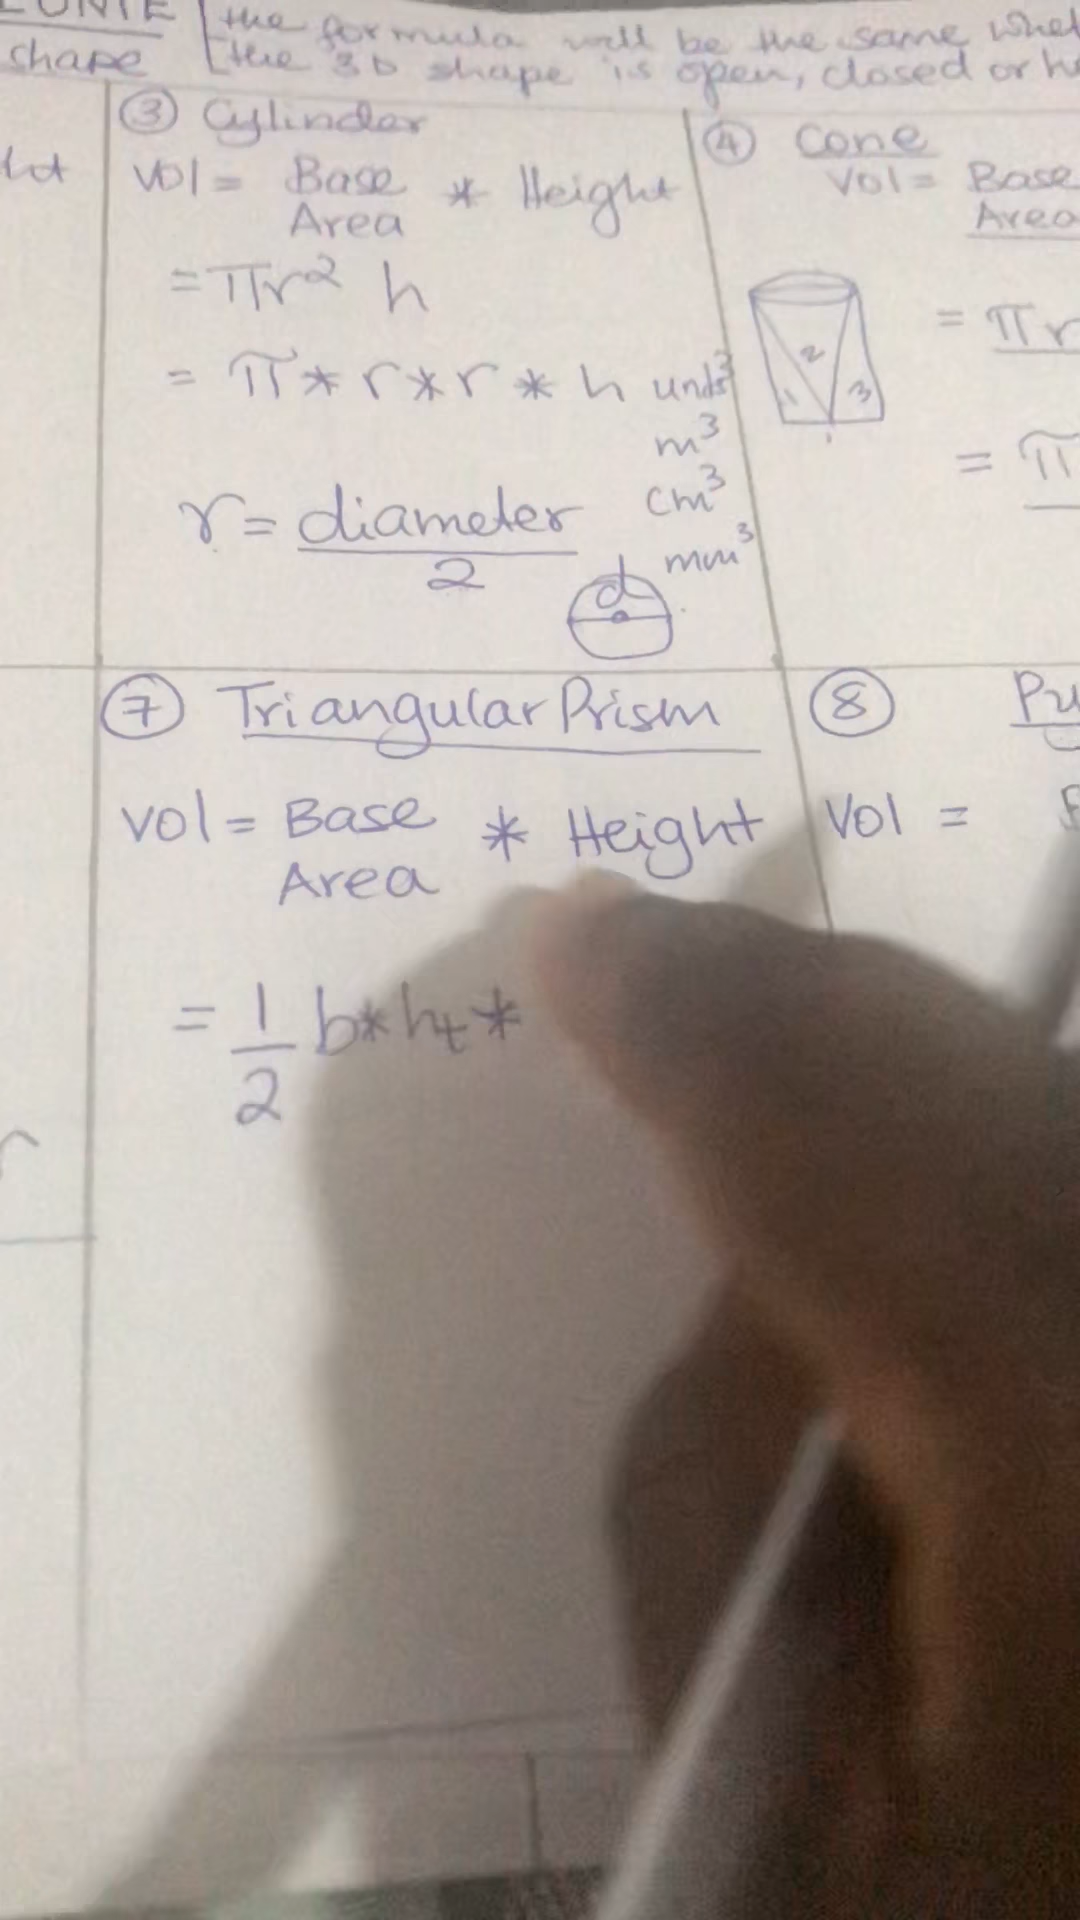 the formula will be the same
shape the 3D shape is open, closed or
③ Cylinder
Vol = Base Area * Height
= πr² h
= π * r * r * h units³
m³
cm³
mm³
r = diameter / 2
d
④ Cone
Vol = Base Area
1 2 3
= πr
= π
⑦ Triangular Prism
Vol = Base Area * Height
= 1/2 b * ht *
⑧
Vol =